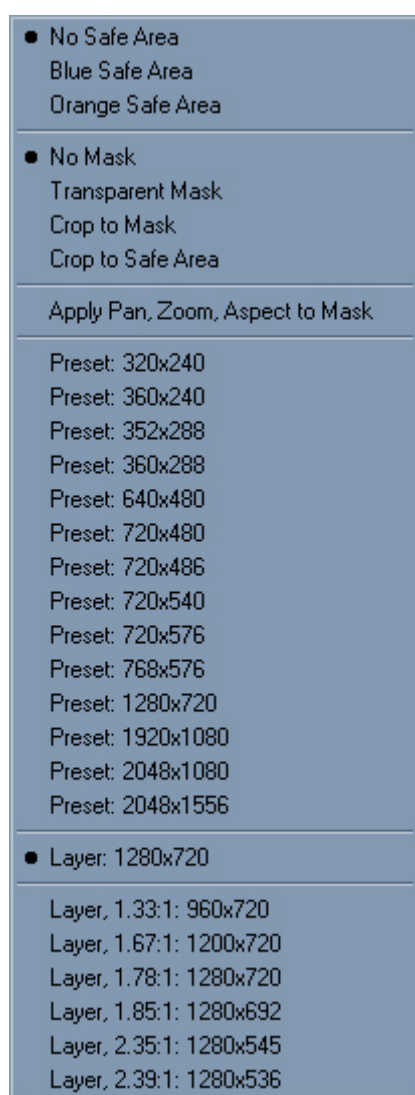 No Safe Area
Blue Safe Area
Orange Safe Area
No Mask
Transparent Mask
Crop to Mask
Crop to Safe Area
Apply Pan, Zoom, Aspect to Mask
Preset: 320x240
Preset: 360x240
Preset: 352x288
Preset: 360x288
Preset: 640x480
Preset: 720x480
Preset: 720x486
Preset: 720x540
Preset: 720x576
Preset: 768x576
Preset: 1280x720
Preset: 1920x1080
Preset: 2048x1080
Preset: 2048x1556
Layer: 1280x720
Layer, 1.33:1: 960x720
Layer, 1.67:1: 1200x720
Layer, 1.78:1: 1280x720
Layer, 1.85:1: 1280x692
Layer, 2.35:1: 1280x545
Layer, 2.39:1: 1280x536